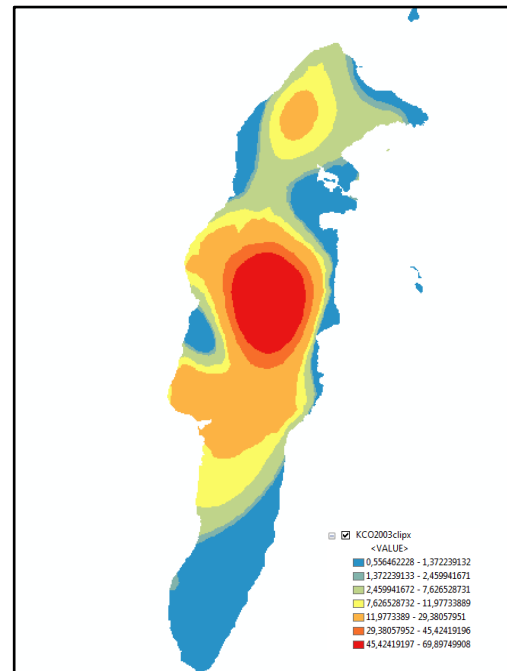 KCO2003clipx
<VALUE>
0,556462228 - 1,372239132
1,372239133 - 2,459941671
2,459941672 - 7,626528731
7,626528732 - 11,97733889
11,9773389 - 29,38057951
29,38057952 - 45,42419196
45,42419197 - 69,89749908